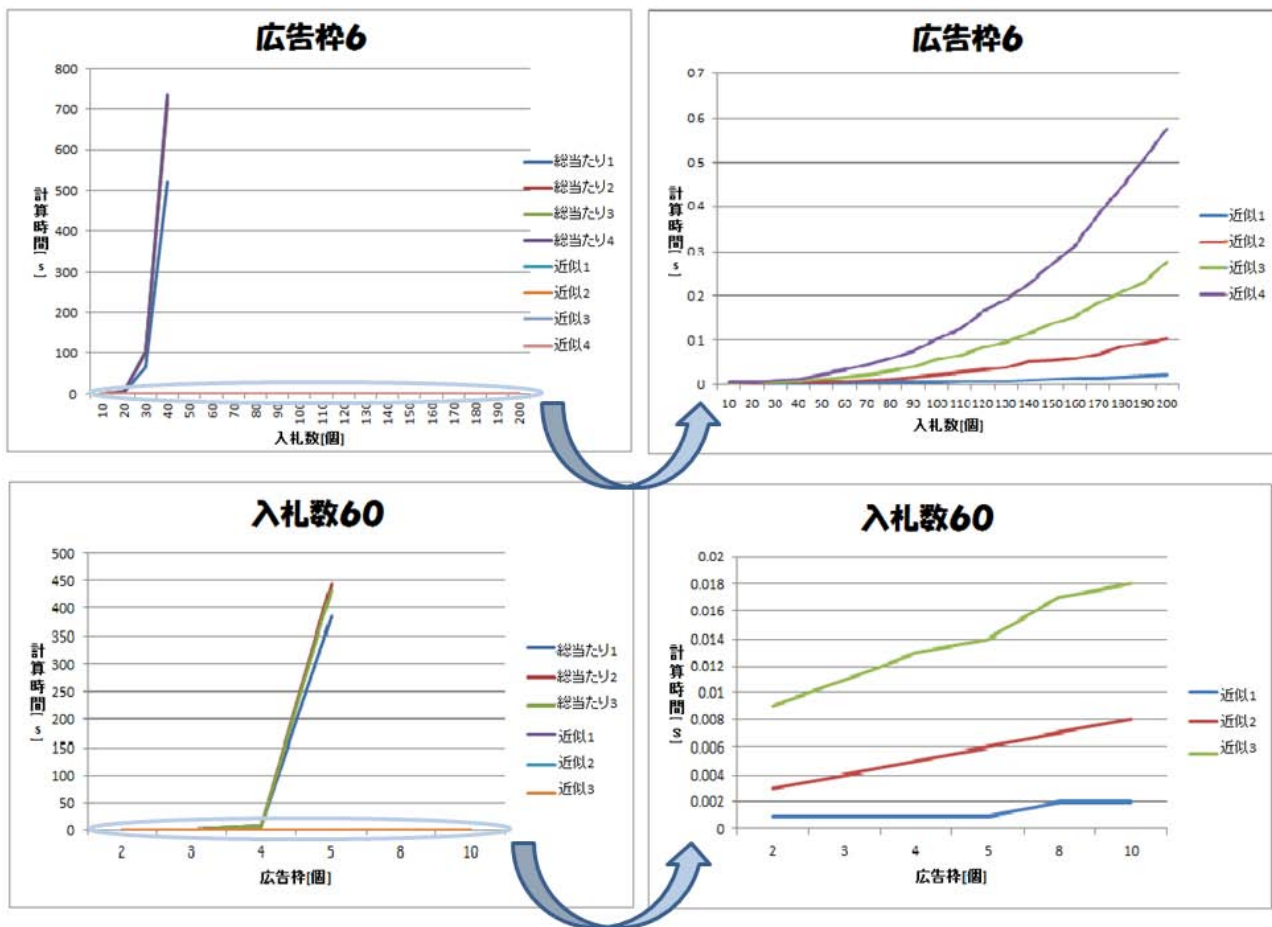 広告枠6
800
700
600
500
400
300
200
100
0
計算時間[s]
10 20 30 40 50 60 70 80 90 100 110 120 130 140 150 160 170 180 190 200
入札数[個]
総当たり1
総当たり2
総当たり3
総当たり4
近似1
近似2
近似3
近似4
広告枠6
0.7
0.6
0.5
0.4
0.3
0.2
0.1
0
計算時間[s]
10 20 30 40 50 60 70 80 90 100 110 120 130 140 150 160 170 180 190 200
入札数[個]
近似1
近似2
近似3
近似4
入札数60
500
450
400
350
300
250
200
150
100
50
0
計算時間[s]
2 3 4 5 8 10
広告枠[個]
総当たり1
総当たり2
総当たり3
近似1
近似2
近似3
入札数60
0.02
0.018
0.016
0.014
0.012
0.01
0.008
0.006
0.004
0.002
0
計算時間[s]
2 3 4 5 8 10
広告枠[個]
近似1
近似2
近似3